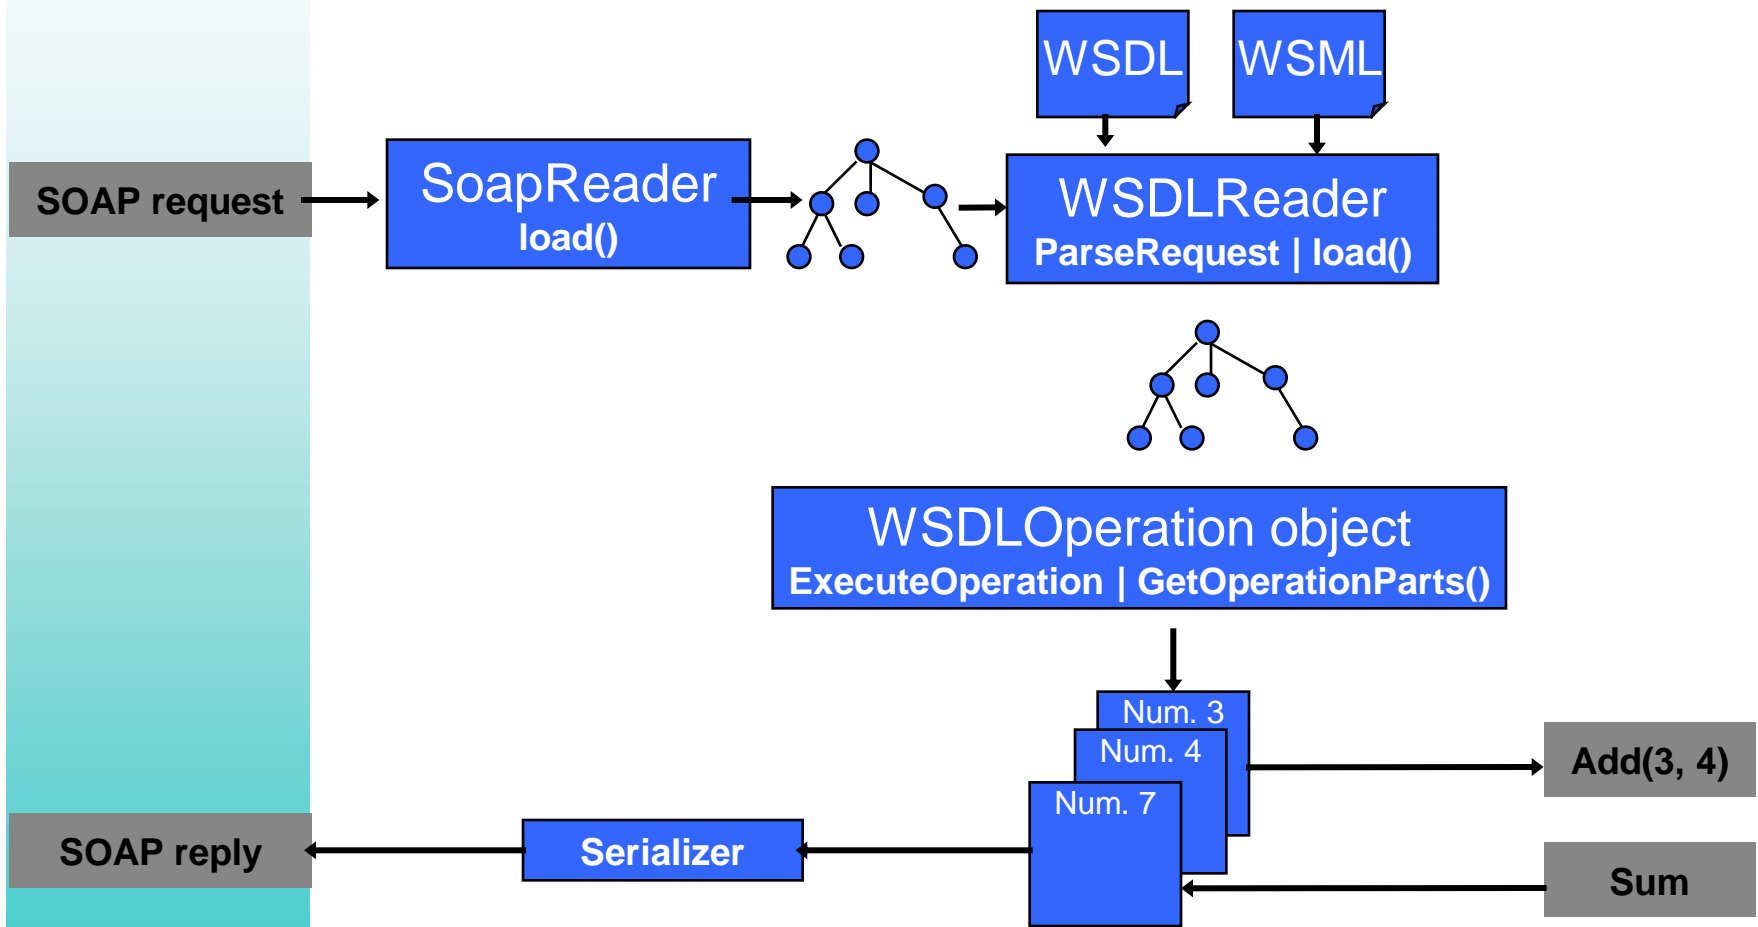 WSDL
WSML
SOAP request
SoapReader
load()
WSDLReader
ParseRequest | load()
WSDLOperation object
ExecuteOperation | GetOperationParts()
Num. 3
Num. 4
Num. 7
Add(3, 4)
SOAP reply
Serializer
Sum